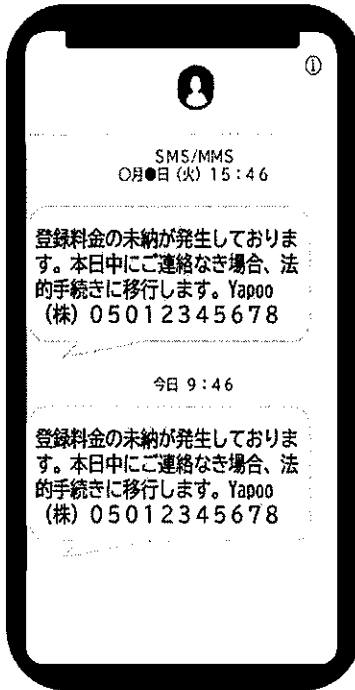 SMS/MMS
〇月●日(火) 15:46
登録料金の未納が発生しておりま
す。本日中にご連絡なき場合、法
的手続きに移行します。Yapoo
(株)05012345678
今日 9:46
登録料金の未納が発生しておりま
す。本日中にご連絡なき場合、法
的手続きに移行します。Yapoo
(株)05012345678